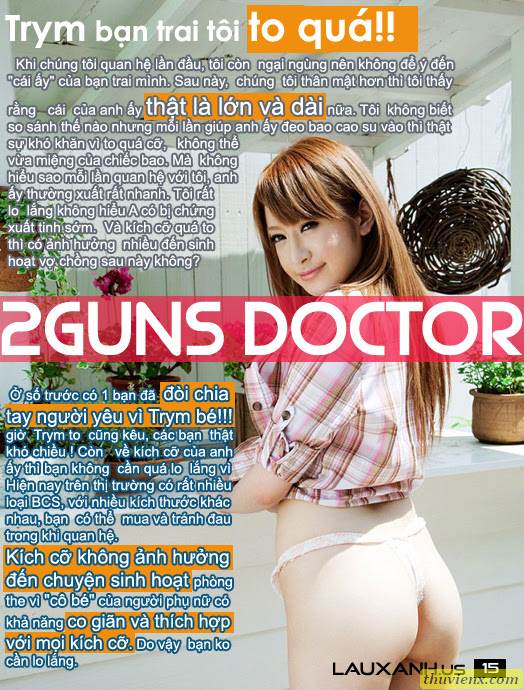 Trym bạn trai tôi to quá!!
Khi chúng tôi quan hệ lần đầu, tôi còn ngại ngùng nên không để ý đến
"cái ấy" của bạn trai mình. Sau này, chúng tôi thân mật hơn thì tôi thấy
rằng cái của anh ấy thật là lớn và dài nữa. Tôi không biết
so sánh thế nào nhưng mỗi lần giúp anh ấy đeo bao cao su vào thì thật
sự khó khăn vì to quá cỡ, không thể
vừa miệng của chiếc bao. Mà không
hiểu sao mỗi lần quan hệ với tôi, anh
ấy thường xuất rất nhanh. Tôi rất
lo lắng không hiểu A có bị chứng
xuất tinh sớm. Và kích cỡ quá to
thì có ảnh hưởng nhiều đến sinh
hoạt vợ chồng sau này không?
2GUNS DOCTOR
Ở số trước có 1 bạn đã đòi chia
tay người yêu vì Trym bé!!!
giờ Trym to cũng kêu, các bạn thật
khó chiều ! Còn về kích cỡ của anh
ấy thì bạn không cần quá lo lắng vì
Hiện nay trên thị trường có rất nhiều
loại BCS, với nhiều kích thước khác
nhau, bạn có thể mua và tránh đau
trong khi quan hệ.
Kích cỡ không ảnh hưởng
đến chuyện sinh hoạt phòng
the vì "cô bé" của người phụ nữ có
khả năng co giãn và thích hợp
với mọi kích cỡ. Do vậy bạn ko
cần lo lắng.
LAUXANH.US 15
thuvienx.com